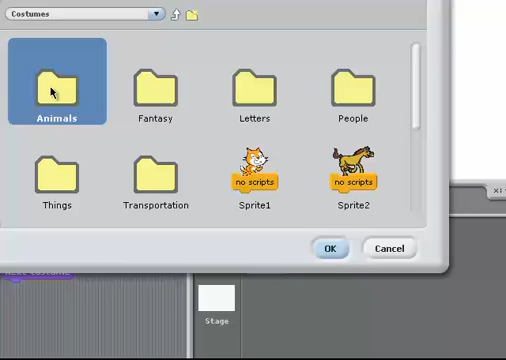 Costumes
Animals
Fantasy
Letters
People
no scripts
no scripts
Things
Transportation
Sprite1
Sprite2
OK
Cancel
x:
Stage